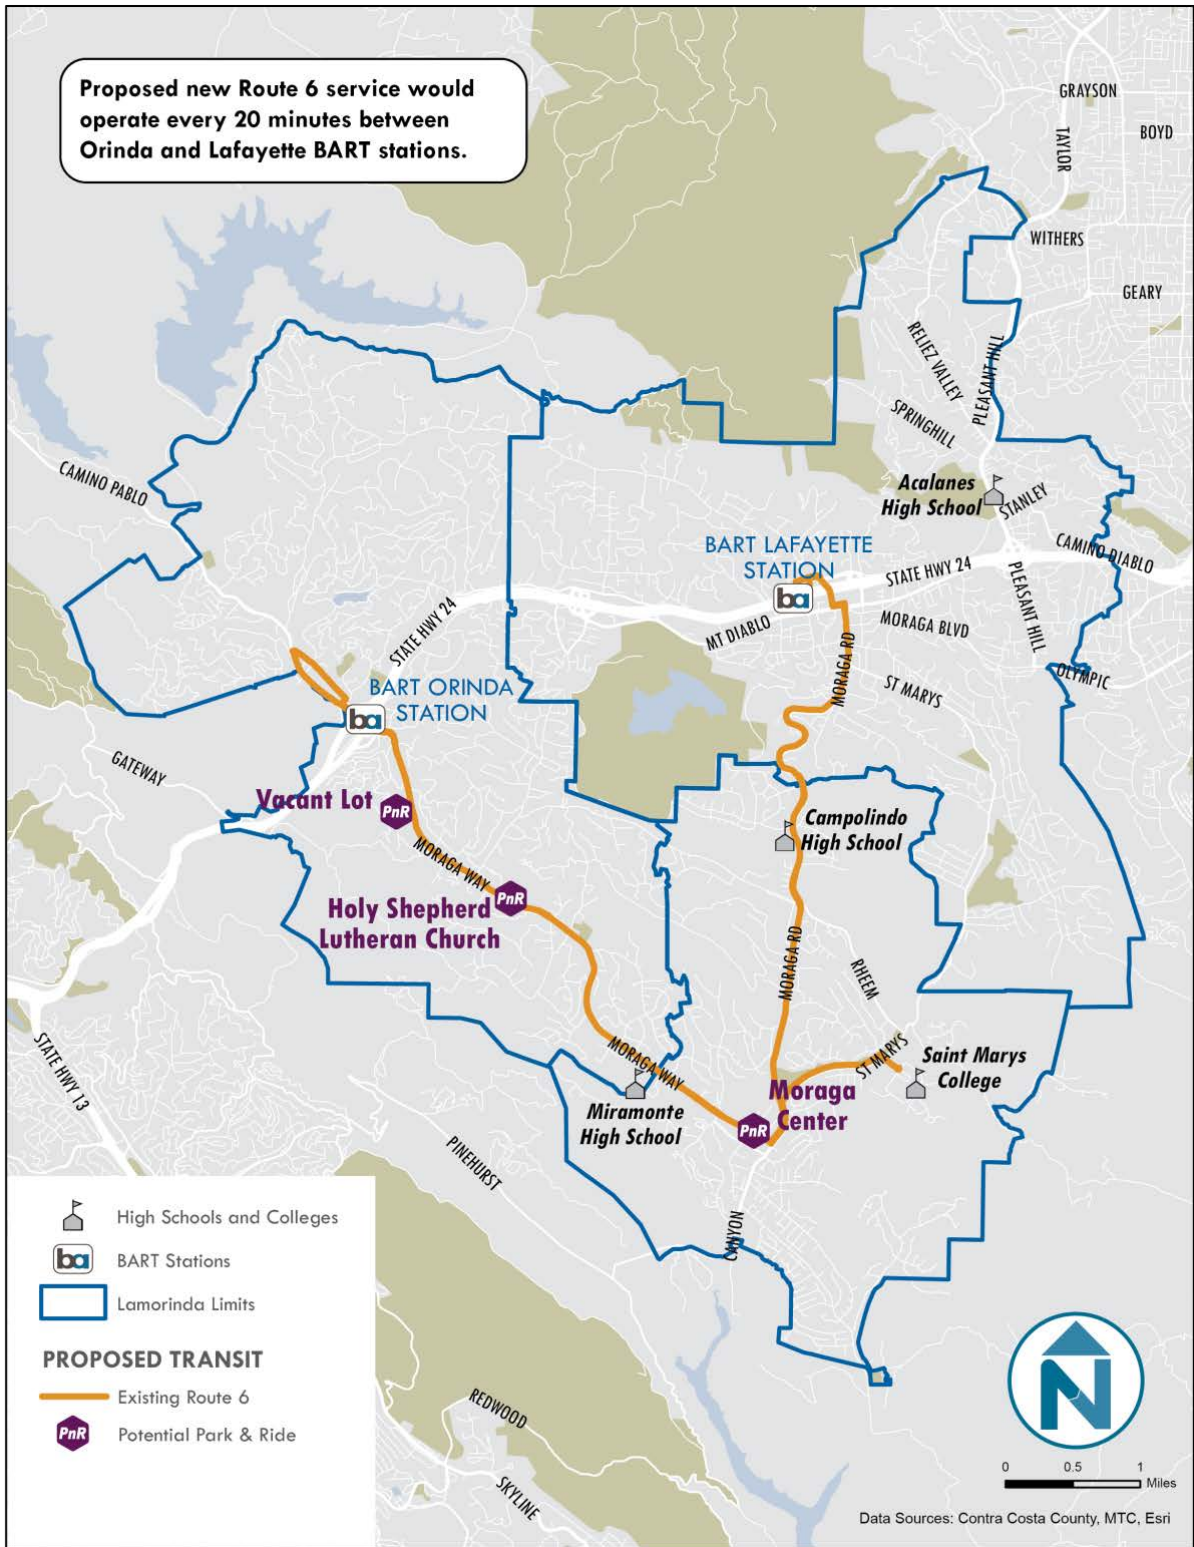 Proposed new Route 6 service would
operate every 20 minutes between
Orinda and Lafayette BART stations.
GRAYSON
TAYLOR
BOYD
WITHERS
GEARY
RELIEZ VALLEY
PLEASANT HILL
SPRINGHILL
CAMINO PABLO
Acalanes
High School
STANLEY
BART LAFAYETTE
STATION
ba
CAMINO DIABLO
STATE HWY 24
PLEASANT HILL
STATE HWY 24
MT DIABLO
MORAGA BLVD
MORAGA RD
ST MARYS
OLYMPIC
BART ORINDA
STATION
ba
GATEWAY
Vacant Lot
PnR
Campolindo
High School
MORAGA WAY
Holy Shepherd
Lutheran Church
PnR
MORAGA RD
RHEEM
STATE HWY 13
MORAGA WAY
ST MARYS
Saint Marys
College
Moraga
Center
PnR
Miramonte
High School
PINEHURST
CANYON
High Schools and Colleges
ba
BART Stations
Lamorinda Limits
PROPOSED TRANSIT
Existing Route 6
PnR
Potential Park & Ride
REDWOOD
SKYLINE
N
0 0.5 1
Miles
Data Sources: Contra Costa County, MTC, Esri